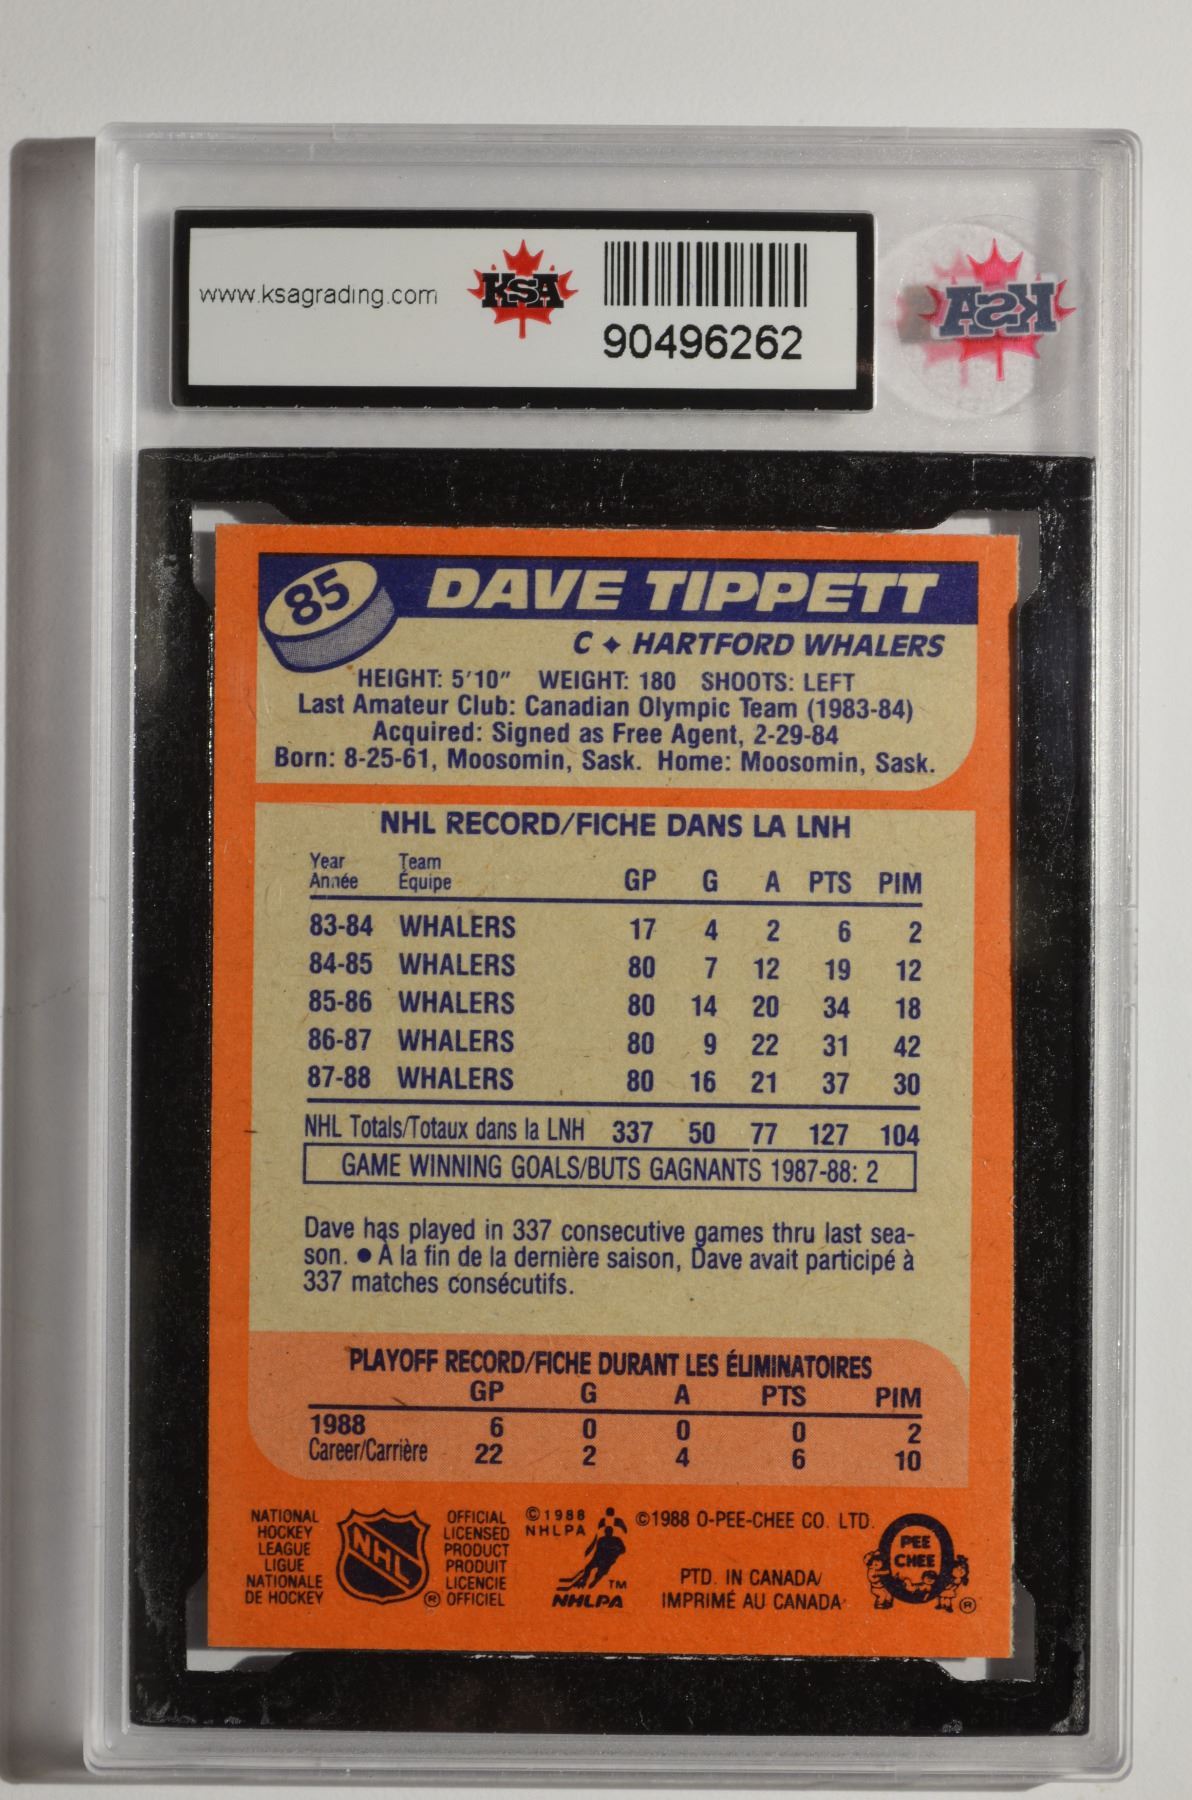 www.ksagrading.com
KSA
90496262
KSA
85
DAVE TIPPETT
C ✦ HARTFORD WHALERS
HEIGHT: 5'10" WEIGHT: 180 SHOOTS: LEFT
Last Amateur Club: Canadian Olympic Team (1983-84)
Acquired: Signed as Free Agent, 2-29-84
Born: 8-25-61, Moosomin, Sask. Home: Moosomin, Sask.
NHL RECORD/FICHE DANS LA LNH
Year Team
Année Équipe GP G A PTS PIM
83-84 WHALERS 17 4 2 6 2
84-85 WHALERS 80 7 12 19 12
85-86 WHALERS 80 14 20 34 18
86-87 WHALERS 80 9 22 31 42
87-88 WHALERS 80 16 21 37 30
NHL Totals/Totaux dans la LNH 337 50 77 127 104
GAME WINNING GOALS/BUTS GAGNANTS 1987-88: 2
Dave has played in 337 consecutive games thru last sea-
son. ● À la fin de la dernière saison, Dave avait participé à
337 matches consécutifs.
PLAYOFF RECORD/FICHE DURANT LES ÉLIMINATOIRES
GP G A PTS PIM
1988 6 0 0 0 2
Career/Carrière 22 2 4 6 10
NATIONAL
HOCKEY
LEAGUE
LIGUE
NATIONALE
DE HOCKEY
NHL
®
OFFICIAL
LICENSED
PRODUCT
PRODUIT
LICENCIE
OFFICIEL
©1988
NHLPA
TM
NHLPA
©1988 O-PEE-CHEE CO. LTD.
PTD. IN CANADA/
IMPRIMÉ AU CANADA
O
PEE
CHEE
®